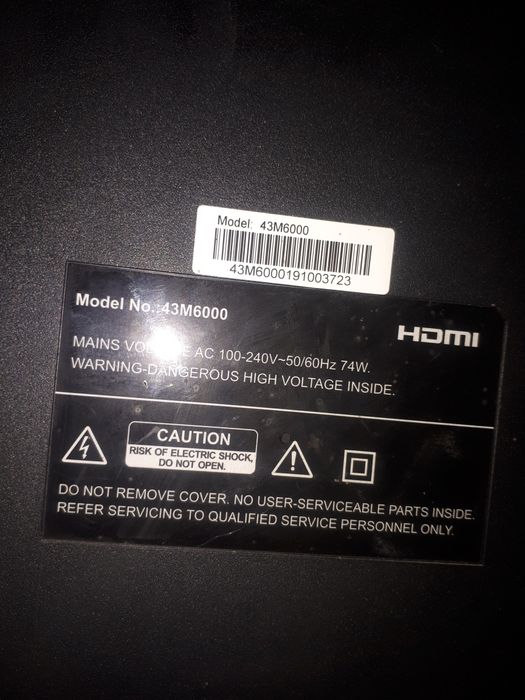 Model: 43M6000
43M6000191003723
Model No.:43M6000
HDMI
MAINS VO E AC 100-240V~50/60Hz 74W.
WARNING-DANGEROUS HIGH VOLTAGE INSIDE.
CAUTION
RISK OF ELECTRIC SHOCK,
DO NOT OPEN.
DO NOT REMOVE COVER. NO USER-SERVICEABLE PARTS INSIDE.
REFER SERVICING TO QUALIFIED SERVICE PERSONNEL ONLY.